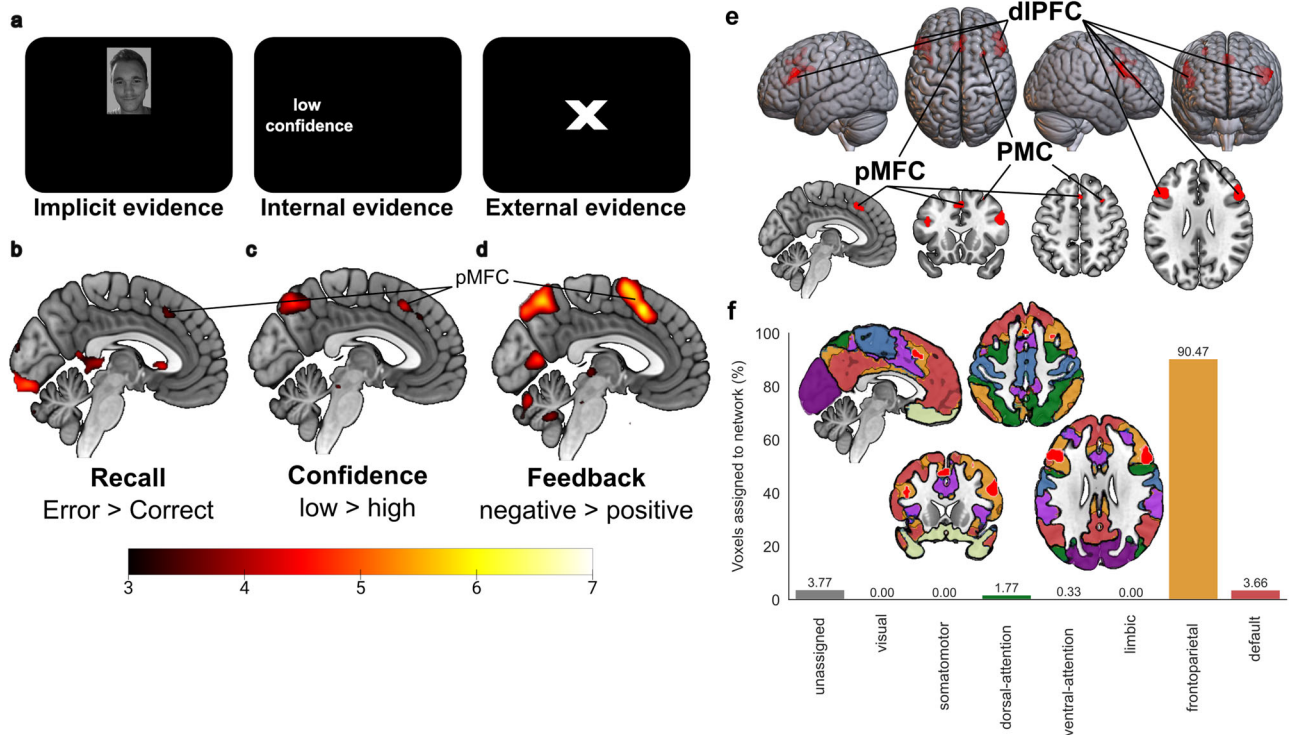 a
low
confidence
Implicit evidence
Internal evidence
External evidence
b
c
d
pMFC
Recall
Error > Correct
Confidence
low > high
Feedback
negative > positive
3
4
5
6
7
e
dlPFC
pMFC
PMC
f
Voxels assigned to network (%)
100
80
60
40
20
0
3.77
0.00
0.00
1.77
0.33
0.00
90.47
3.66
unassigned
visual
somatomotor
dorsal-attention
ventral-attention
limbic
frontoparietal
default